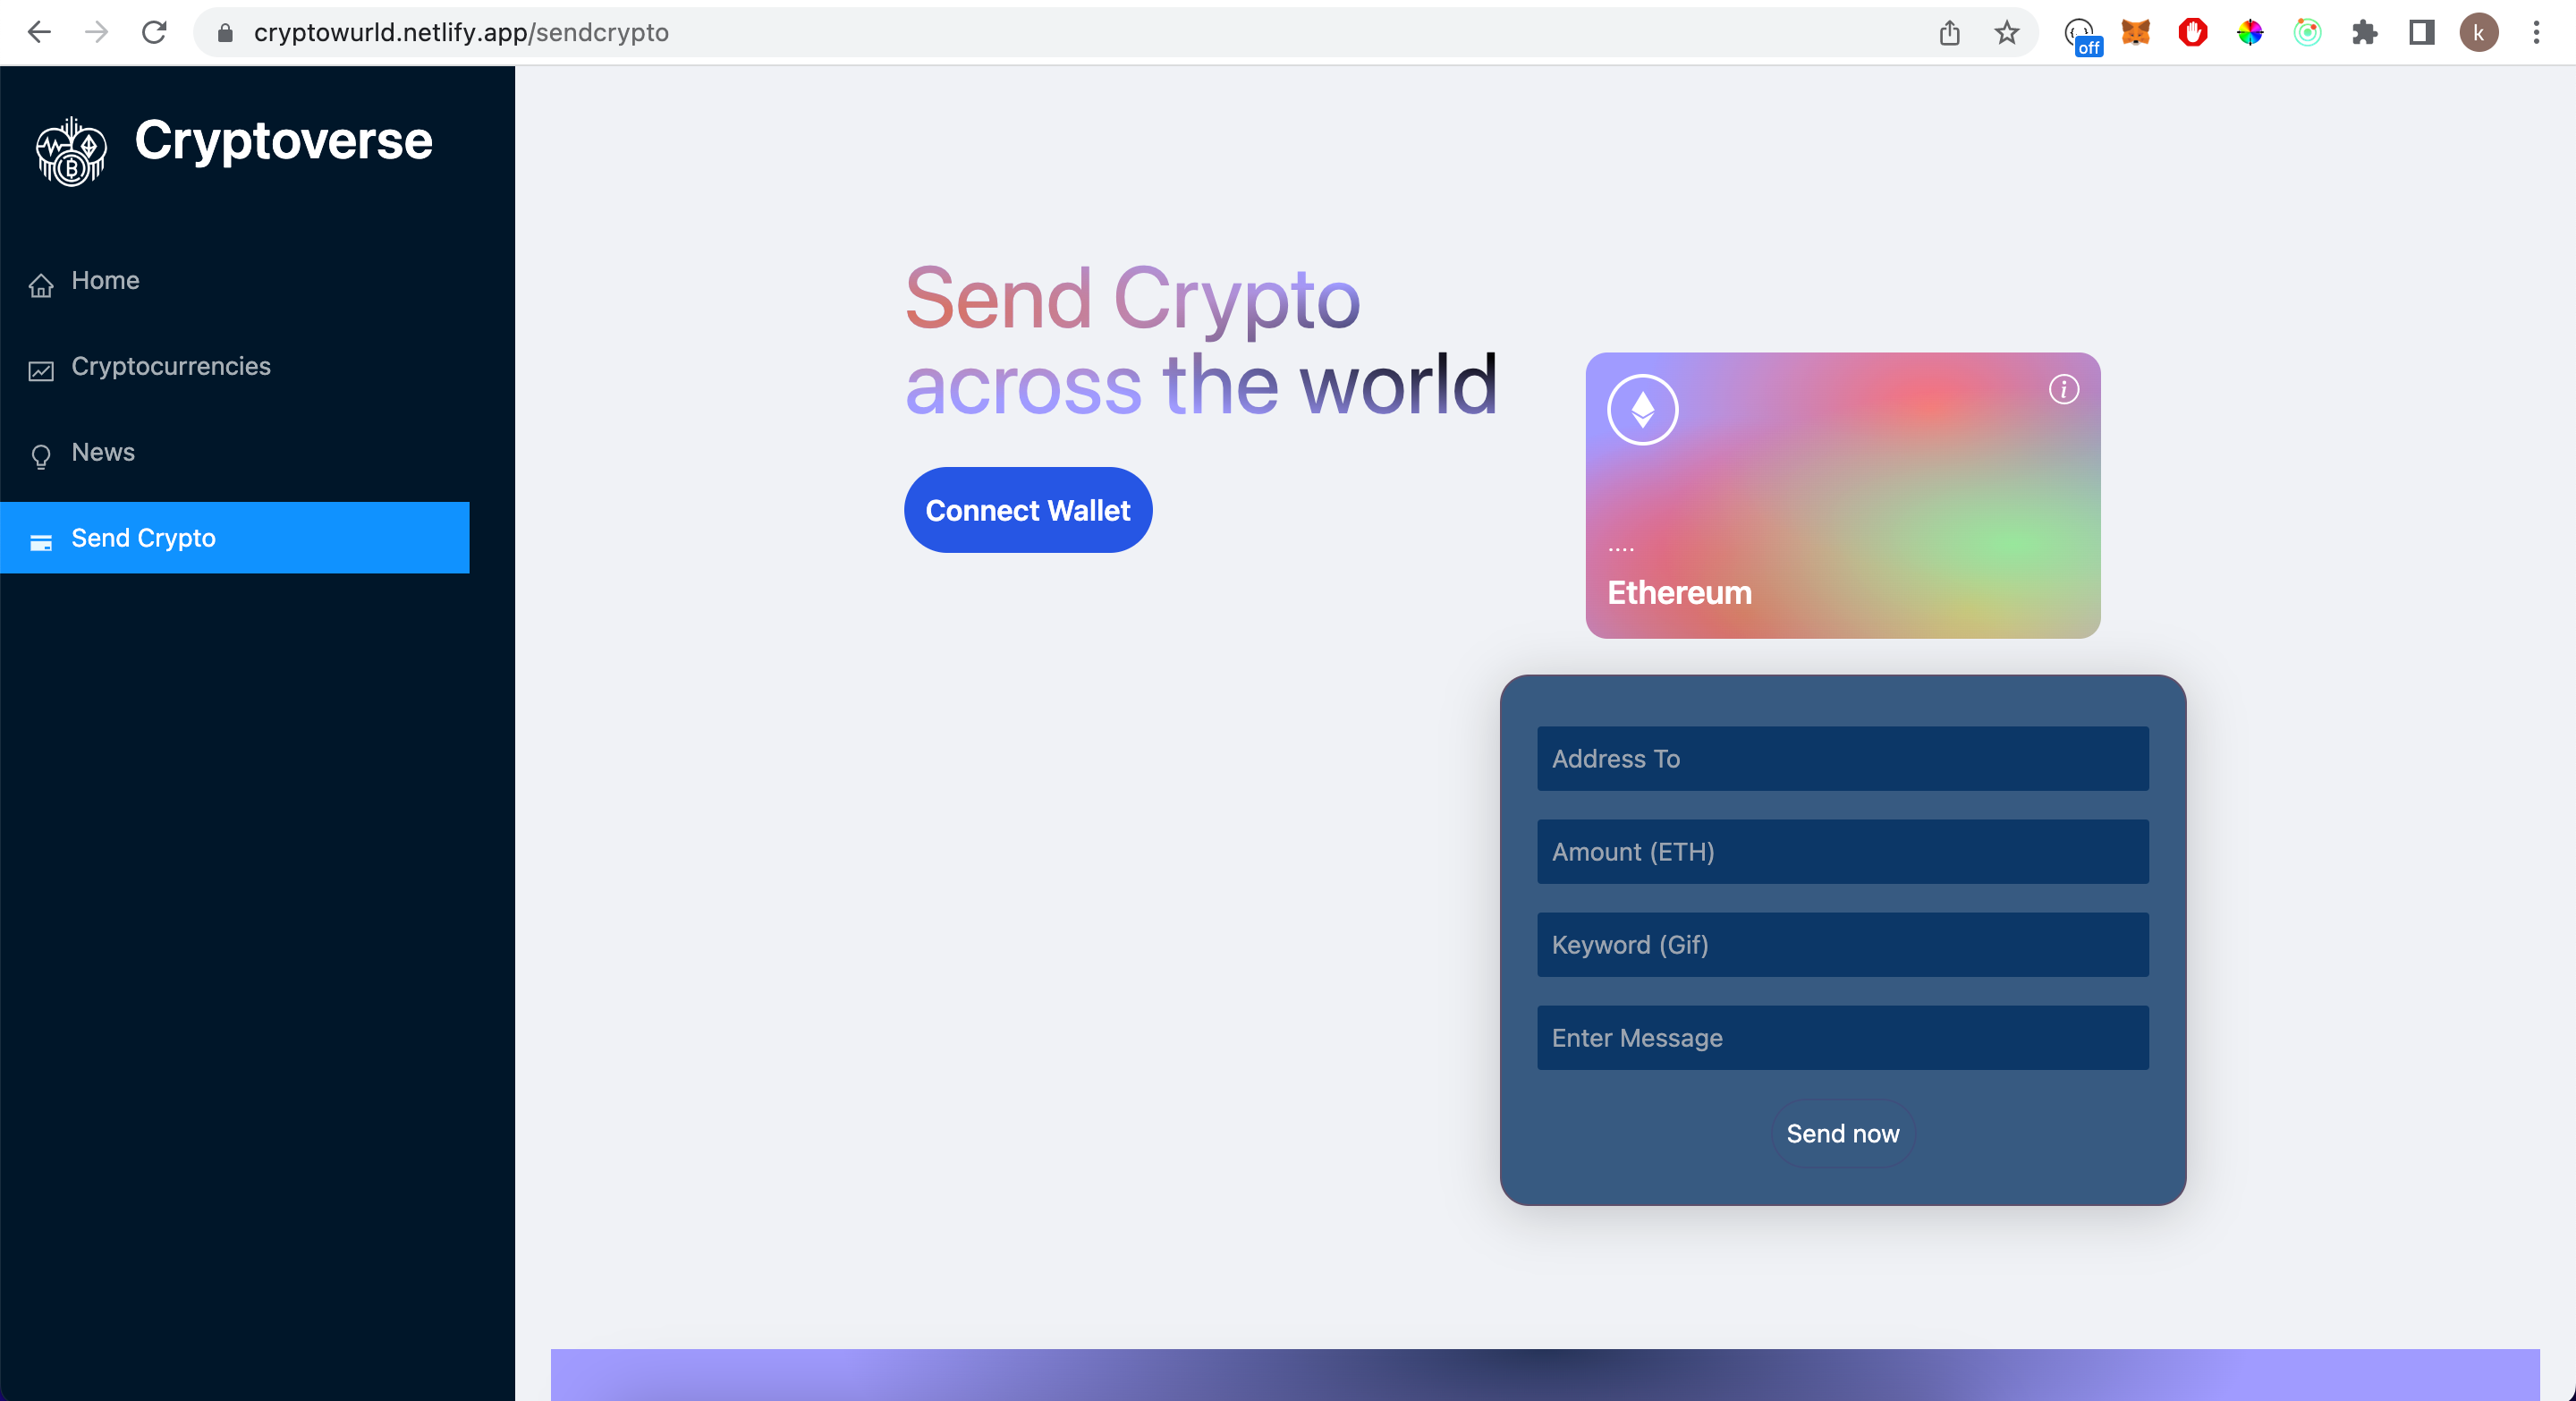 cryptowurld.netlify.app/sendcrypto
off
k
Cryptoverse
Home
Cryptocurrencies
News
Send Crypto
Send Crypto
across the world
Connect Wallet
i
....
Ethereum
Address To
Amount (ETH)
Keyword (Gif)
Enter Message
Send now